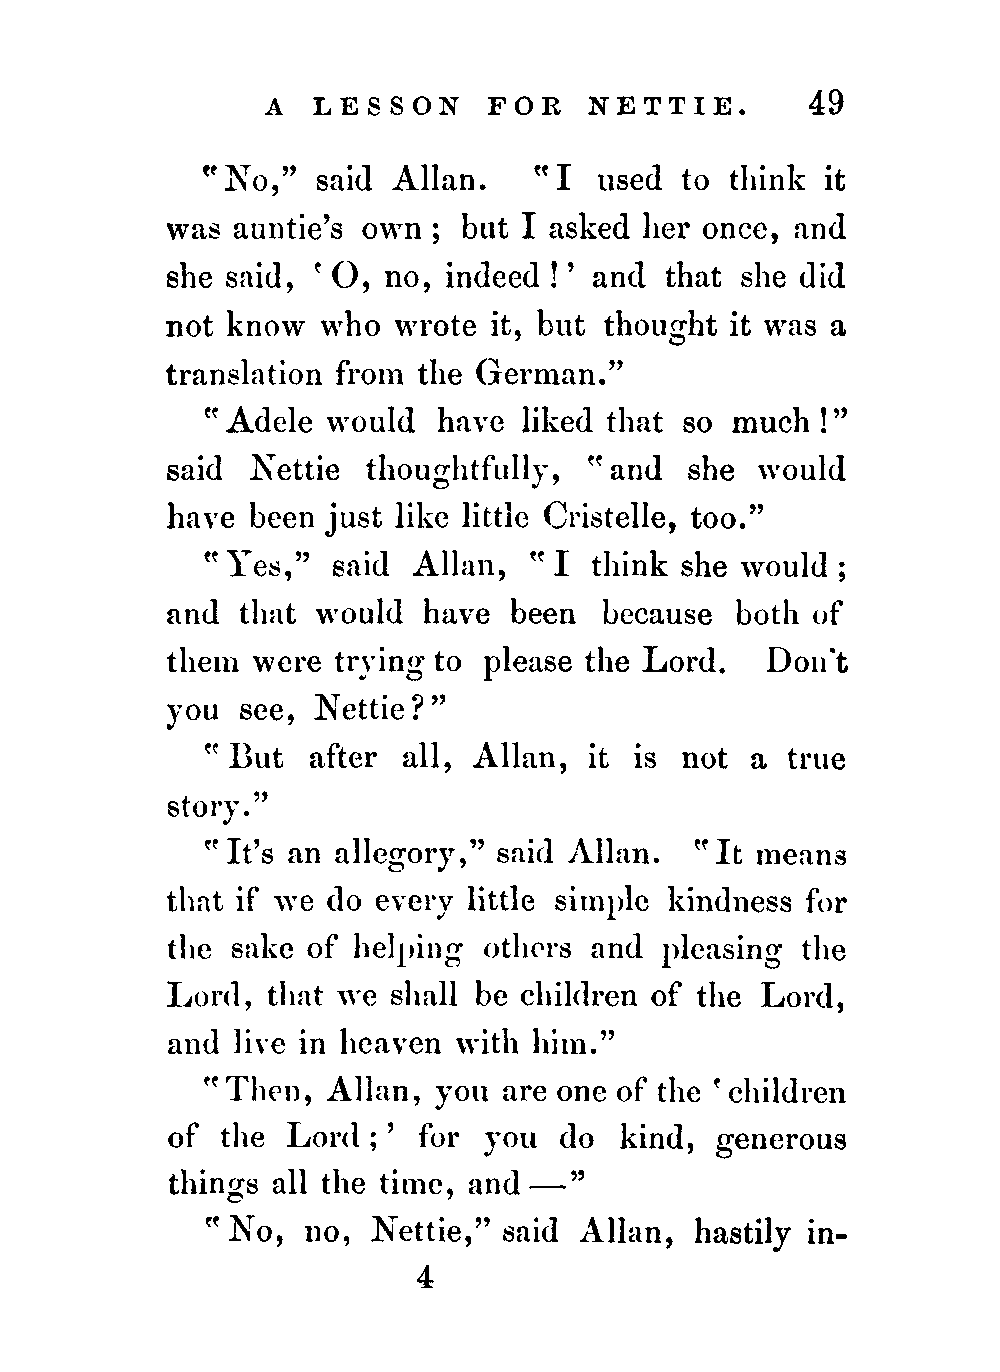 A LESSON FOR NETTIE. 49
"No," said Allan. "I used to think it
was auntie's own; but I asked her once, and
she said, 'O, no, indeed!' and that she did
not know who wrote it, but thought it was a
translation from the German."
"Adele would have liked that so much!"
said Nettie thoughtfully, "and she would
have been just like little Cristelle, too."
"Yes," said Allan, "I think she would;
and that would have been because both of
them were trying to please the Lord. Don't
you see, Nettie?"
"But after all, Allan, it is not a true
story."
"It's an allegory," said Allan. "It means
that if we do every little simple kindness for
the sake of helping others and pleasing the
Lord, that we shall be children of the Lord,
and live in heaven with him."
"Then, Allan, you are one of the 'children
of the Lord;' for you do kind, generous
things all the time, and —"
"No, no, Nettie," said Allan, hastily in-
4